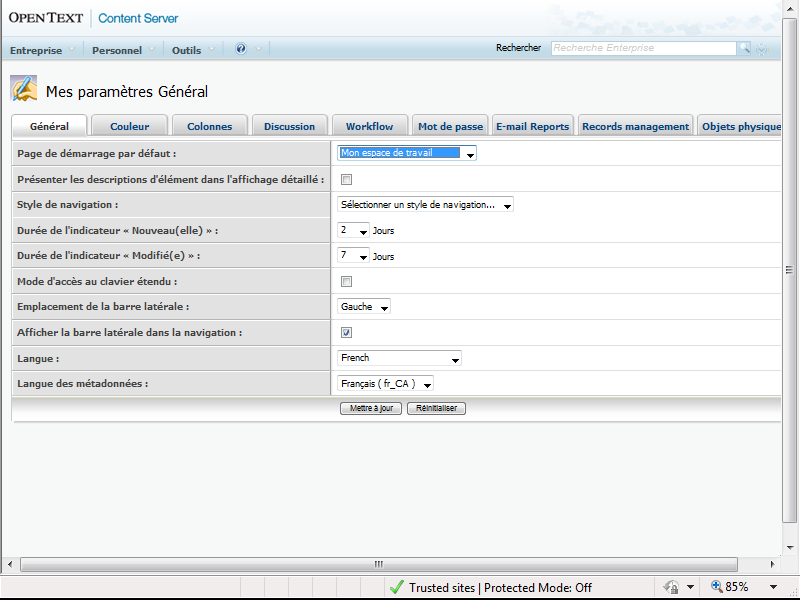 OPEN TEXT Content Server
Entreprise Personnel Outils
Rechercher Recherche Enterprise
Mes paramètres Général
Général Couleur Colonnes Discussion Workflow Mot de passe E-mail Reports Records management Objets physique
Page de démarrage par défaut : Mon espace de travail
Présenter les descriptions d'élément dans l'affichage détaillé :
Style de navigation : Sélectionner un style de navigation...
Durée de l'indicateur « Nouveau(elle) » : 2 Jours
Durée de l'indicateur « Modifié(e) » : 7 Jours
Mode d'accès au clavier étendu :
Emplacement de la barre latérale : Gauche
Afficher la barre latérale dans la navigation :
Langue : French
Langue des métadonnées : Français ( fr_CA )
Mettre à jour Réinitialiser
Trusted sites | Protected Mode: Off 85%